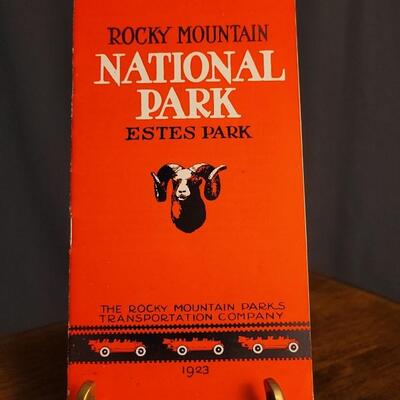 ROCKY MOUNTAIN
NATIONAL
PARK
ESTES PARK
THE ROCKY MOUNTAIN PARKS
TRANSPORTATION COMPANY
1923